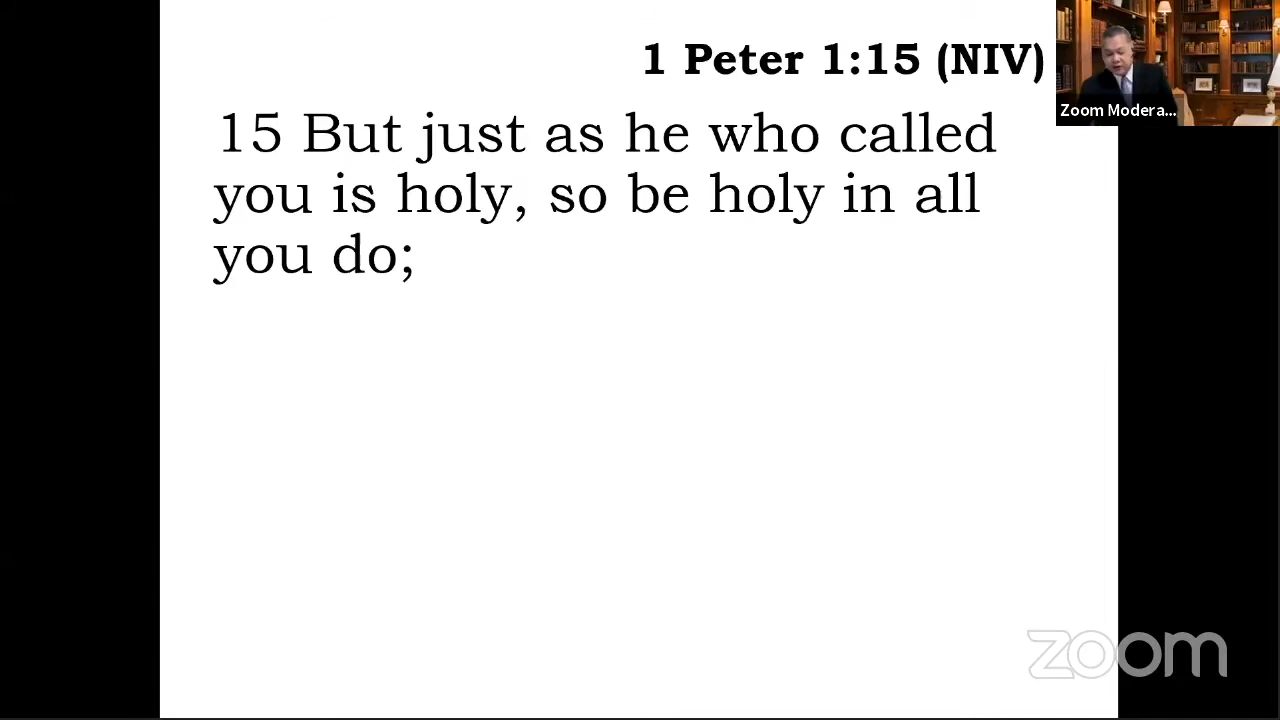 1 Peter 1:15 (NIV)
15 But just as he who called
you is holy, so be holy in all
you do;
Zoom Modera...
zoom